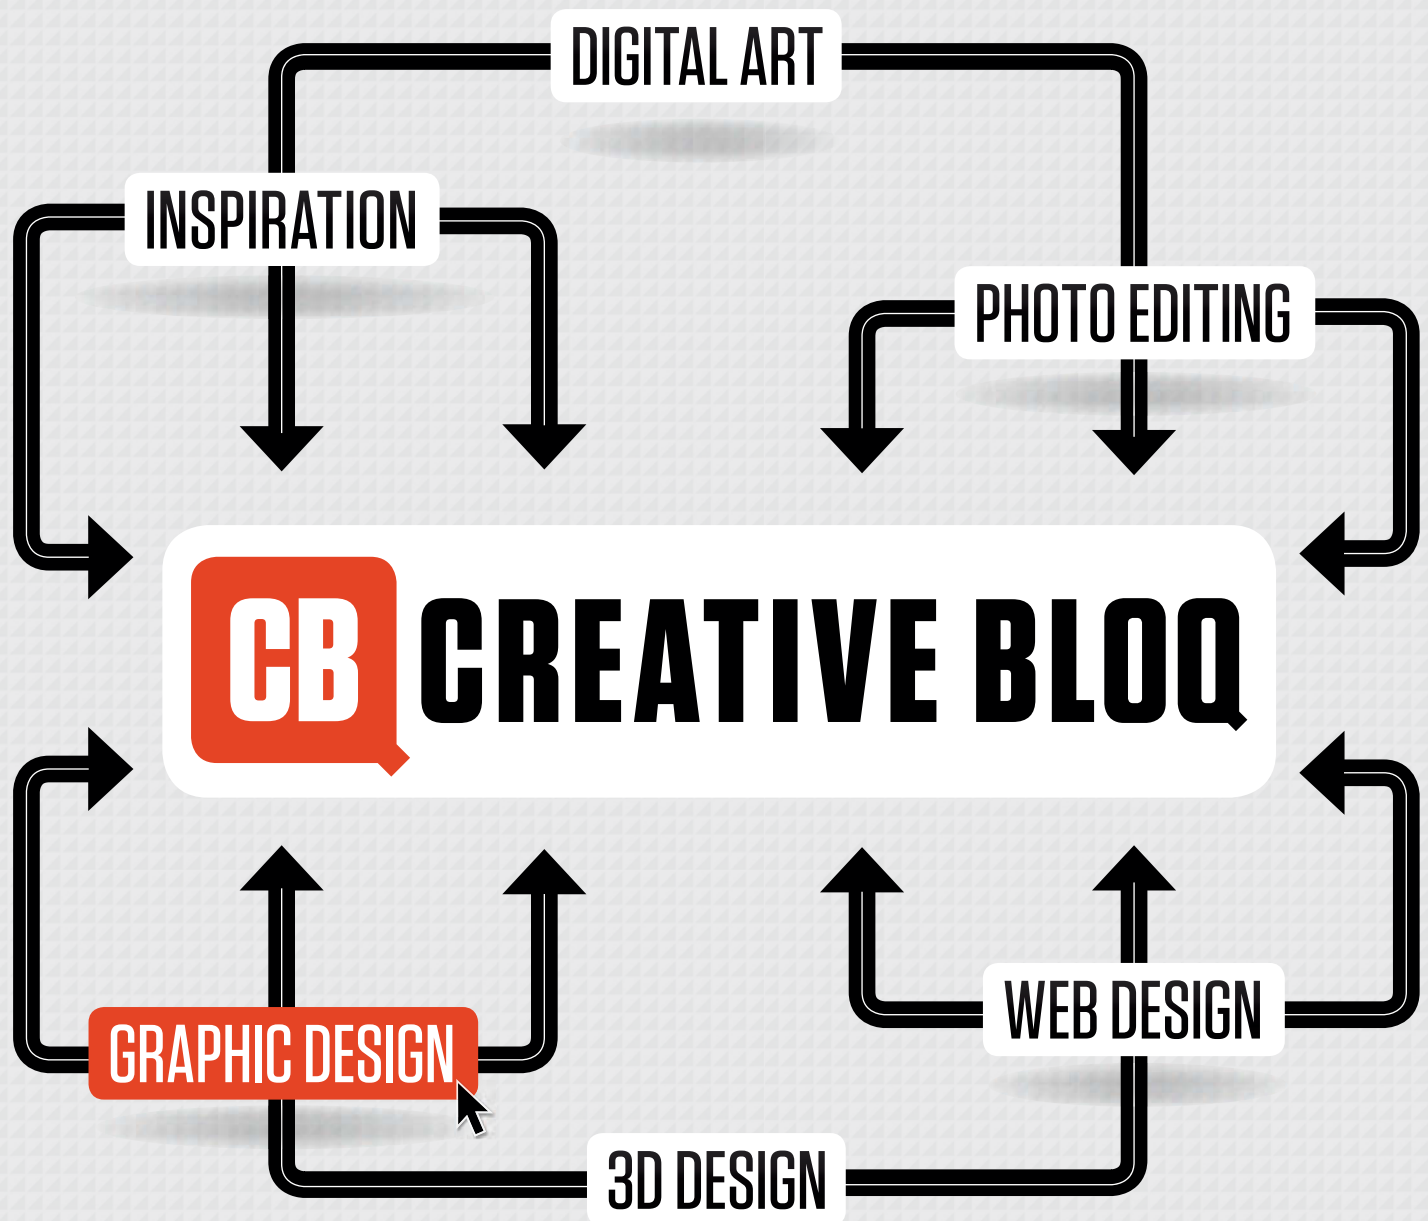 DIGITAL ART
INSPIRATION
PHOTO EDITING
CB CREATIVE BLOQ
GRAPHIC DESIGN
WEB DESIGN
3D DESIGN